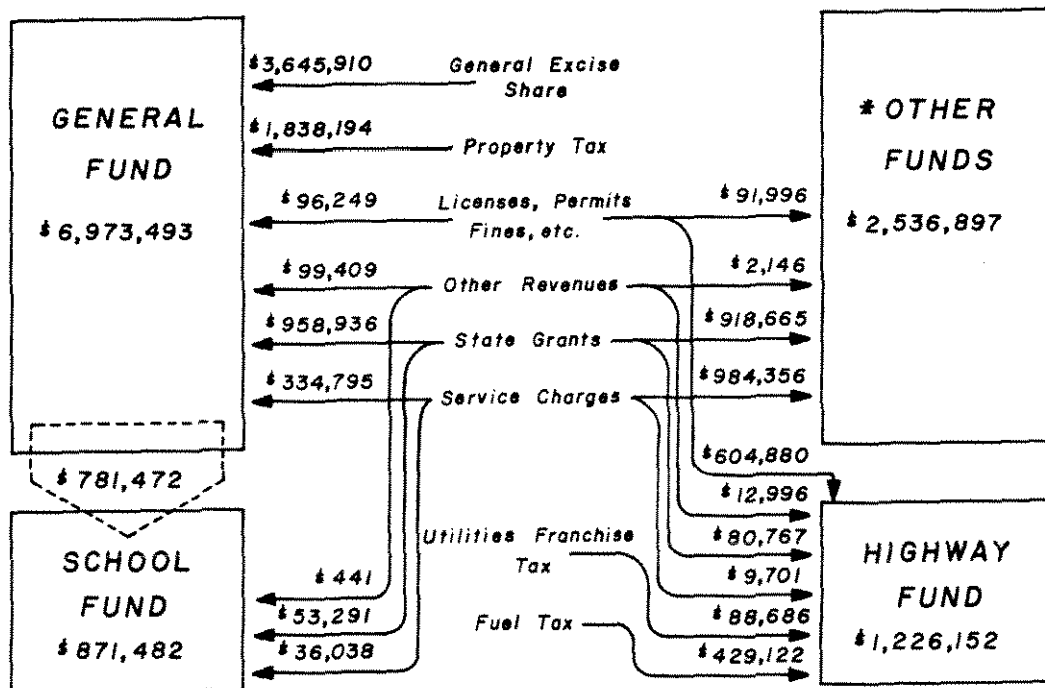 GENERAL
FUND
$6,973,493
$3,645,910
General Excise
Share
$1,838,194
Property Tax
$96,249
Licenses, Permits
Fines, etc.
$91,996
$99,409
Other Revenues
$2,146
$958,936
State Grants
$918,665
$334,795
Service Charges
$984,356
* OTHER
FUNDS
$2,536,897
$781,472
SCHOOL
FUND
$871,482
$441
$53,291
$36,038
Utilities Franchise
Tax
Fuel Tax
$604,880
$12,996
$80,767
$9,701
$88,686
$429,122
HIGHWAY
FUND
$1,226,152